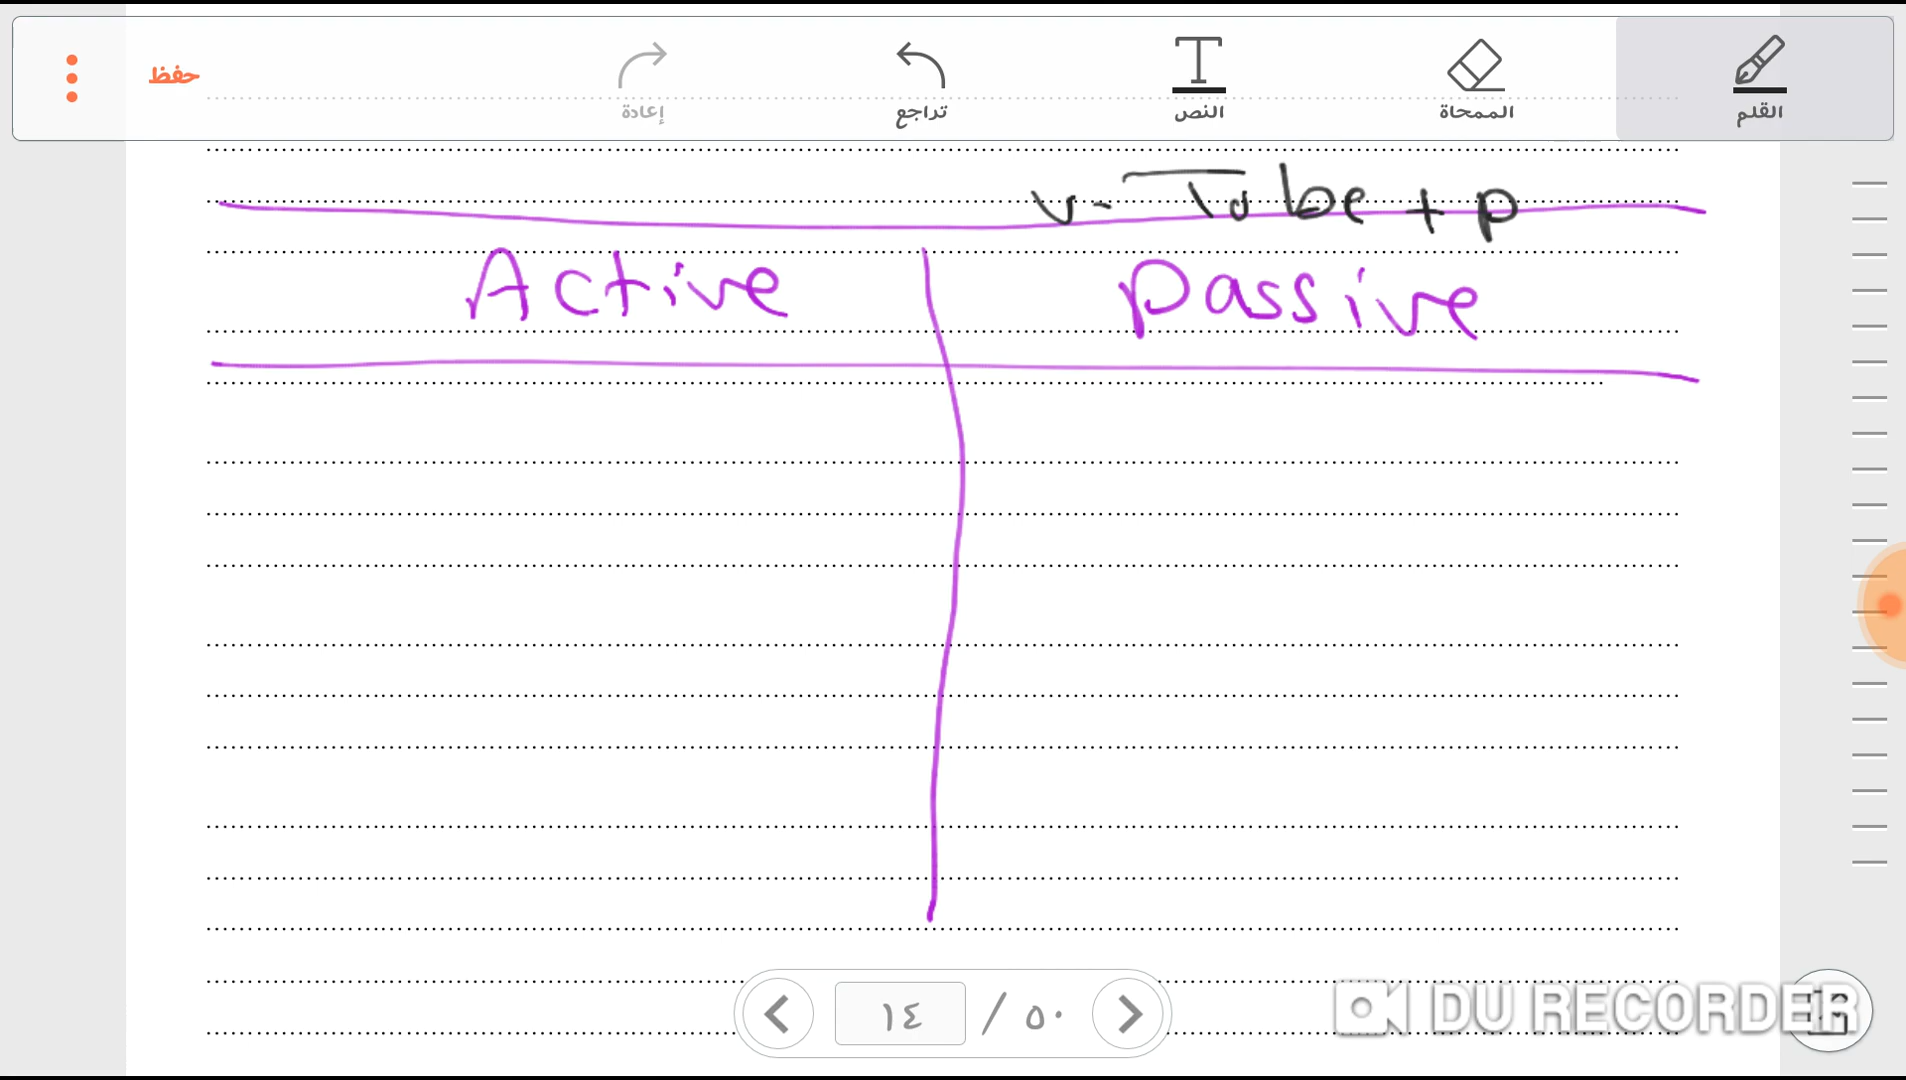 حفظ
إعادة
تراجع
النص
الممحاة
القلم
v- To be + p
Active
passive
١٤ / ٥٠
DU RECORDER